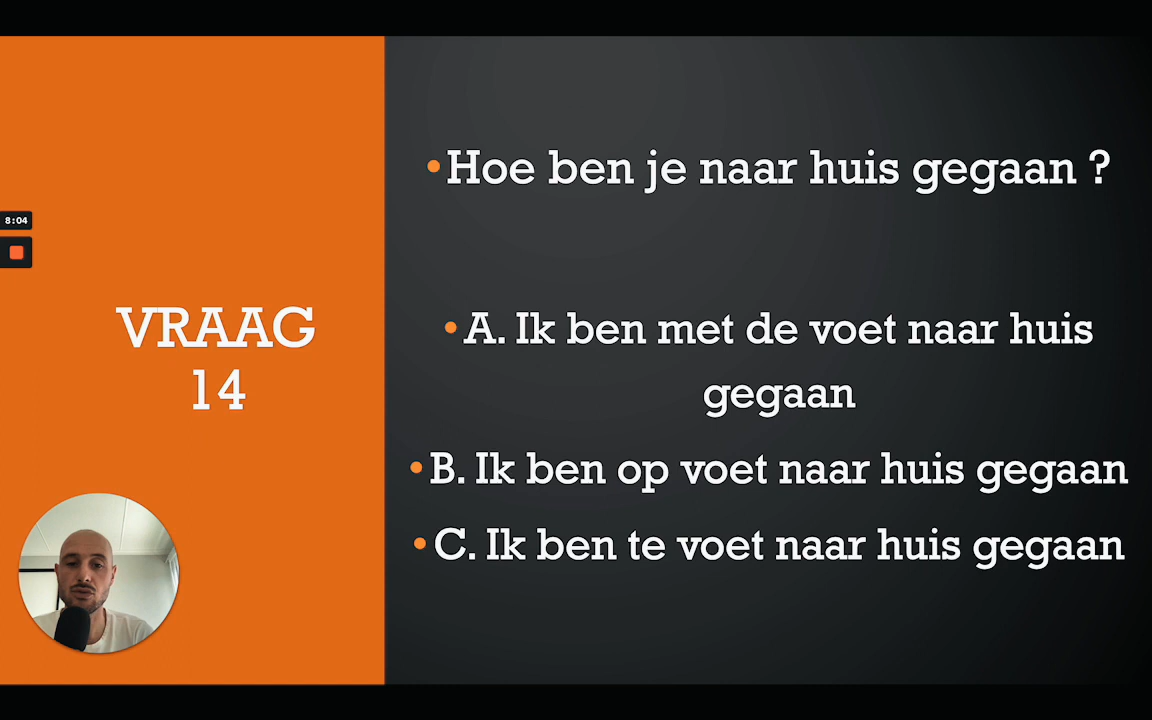 8:04
VRAAG
14
•Hoe ben je naar huis gegaan ?
•A. Ik ben met de voet naar huis
gegaan
•B. Ik ben op voet naar huis gegaan
•C. Ik ben te voet naar huis gegaan